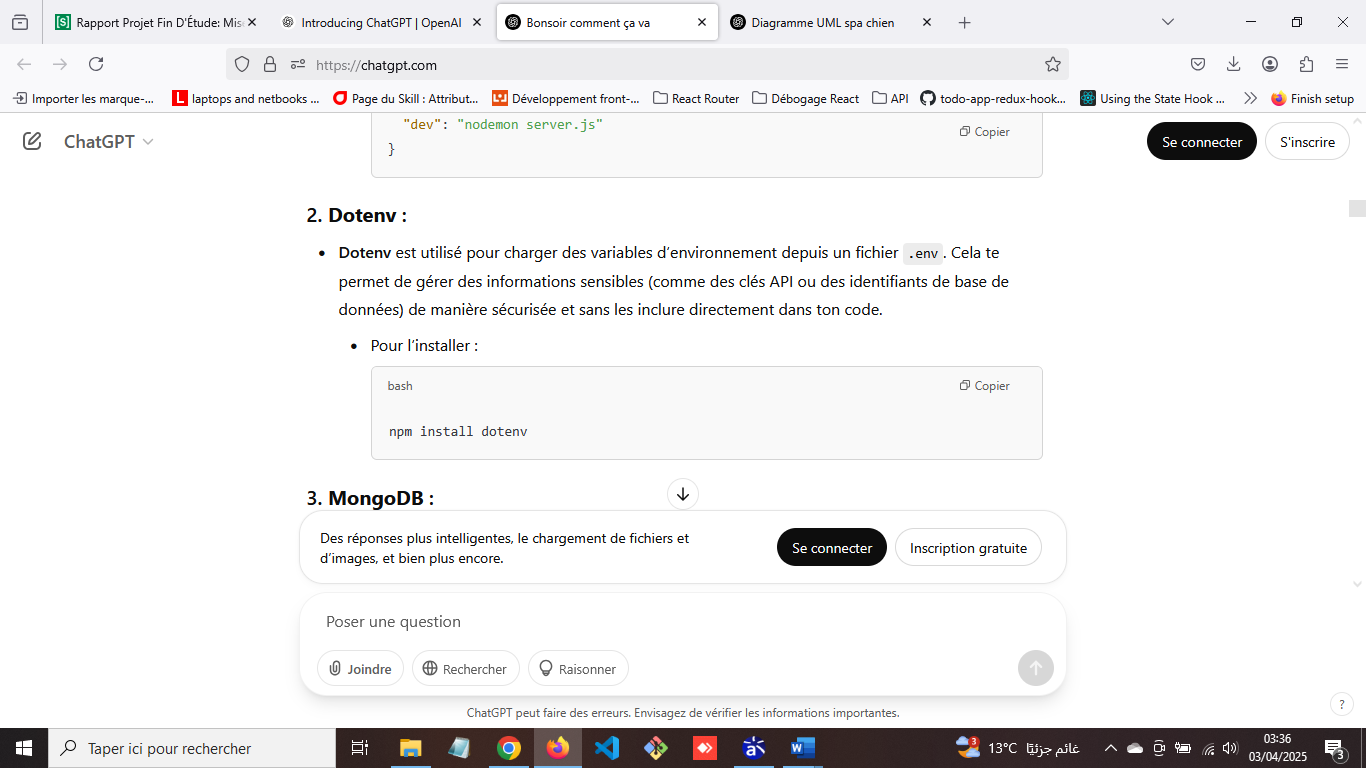 Rapport Projet Fin D'Étude: Mise
Introducing ChatGPT | OpenAI
Bonsoir comment ça va
Diagramme UML spa chien
https://chatgpt.com
Importer les marque-...
laptops and netbooks ...
Page du Skill : Attribut...
Développement front-...
React Router
Débogage React
API
todo-app-redux-hook...
Using the State Hook ...
Finish setup
ChatGPT
"dev": "nodemon server.js"
}
Copier
Se connecter
S'inscrire
2. Dotenv :
• Dotenv est utilisé pour charger des variables d’environnement depuis un fichier .env. Cela te
permet de gérer des informations sensibles (comme des clés API ou des identifiants de base de
données) de manière sécurisée et sans les inclure directement dans ton code.
• Pour l’installer :
bash
Copier
npm install dotenv
3. MongoDB :
Des réponses plus intelligentes, le chargement de fichiers et
d’images, et bien plus encore.
Se connecter
Inscription gratuite
Poser une question
Joindre
Rechercher
Raisonner
ChatGPT peut faire des erreurs. Envisagez de vérifier les informations importantes.
?
Taper ici pour rechercher
3
13°C غائم جزئيًا
03:36
03/04/2025
3